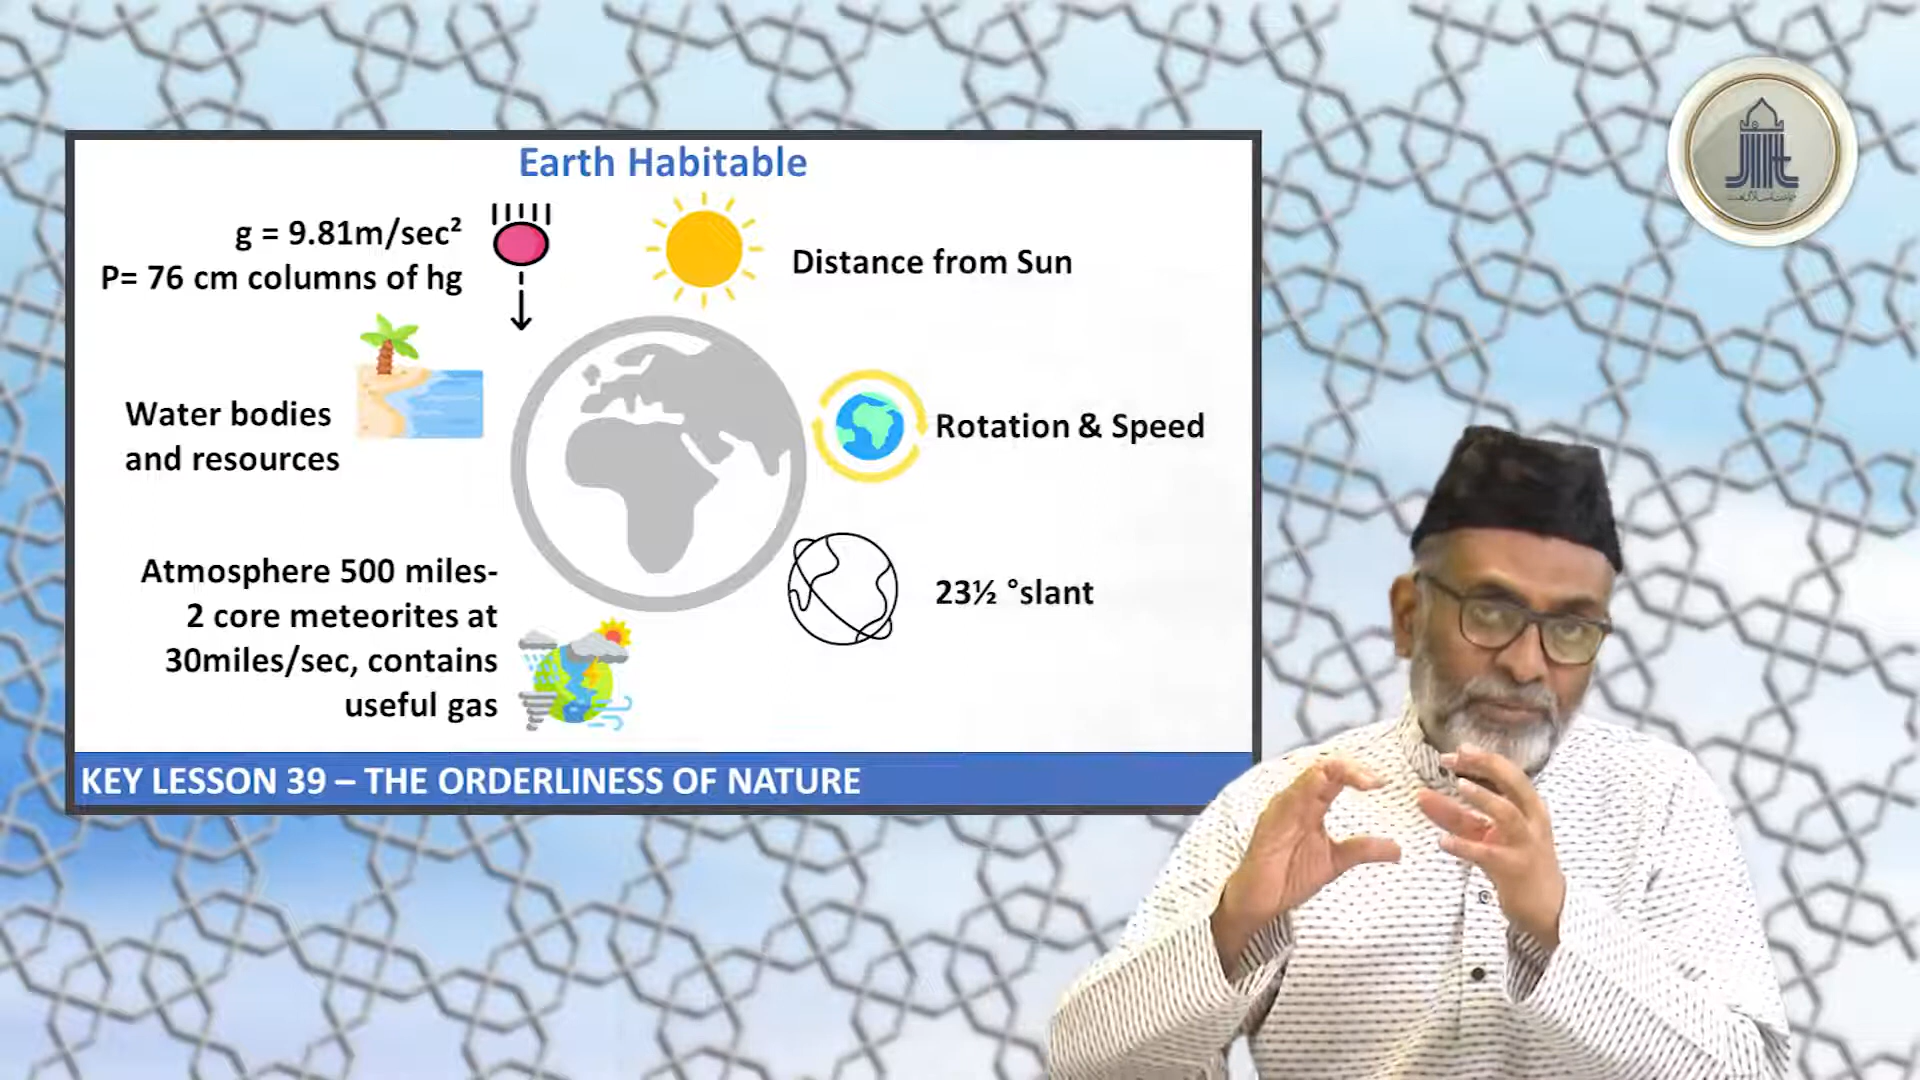 Earth Habitable
g = 9.81m/sec²
P= 76 cm columns of hg
Distance from Sun
Water bodies
and resources
Rotation & Speed
Atmosphere 500 miles-
2 core meteorites at
30miles/sec, contains
useful gas
23½ °slant
KEY LESSON 39 – THE ORDERLINESS OF NATURE